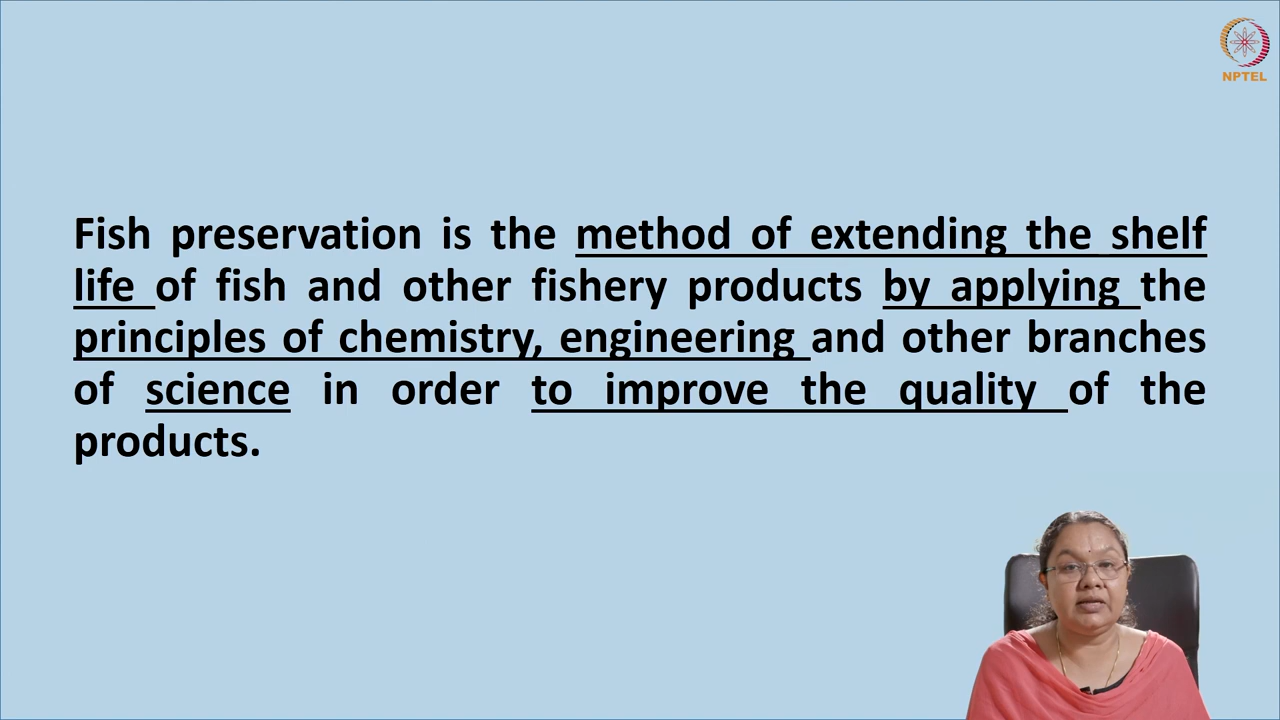 NPTEL
Fish preservation is the method of extending the shelf
life of fish and other fishery products by applying the
principles of chemistry, engineering and other branches
of science in order to improve the quality of the
products.